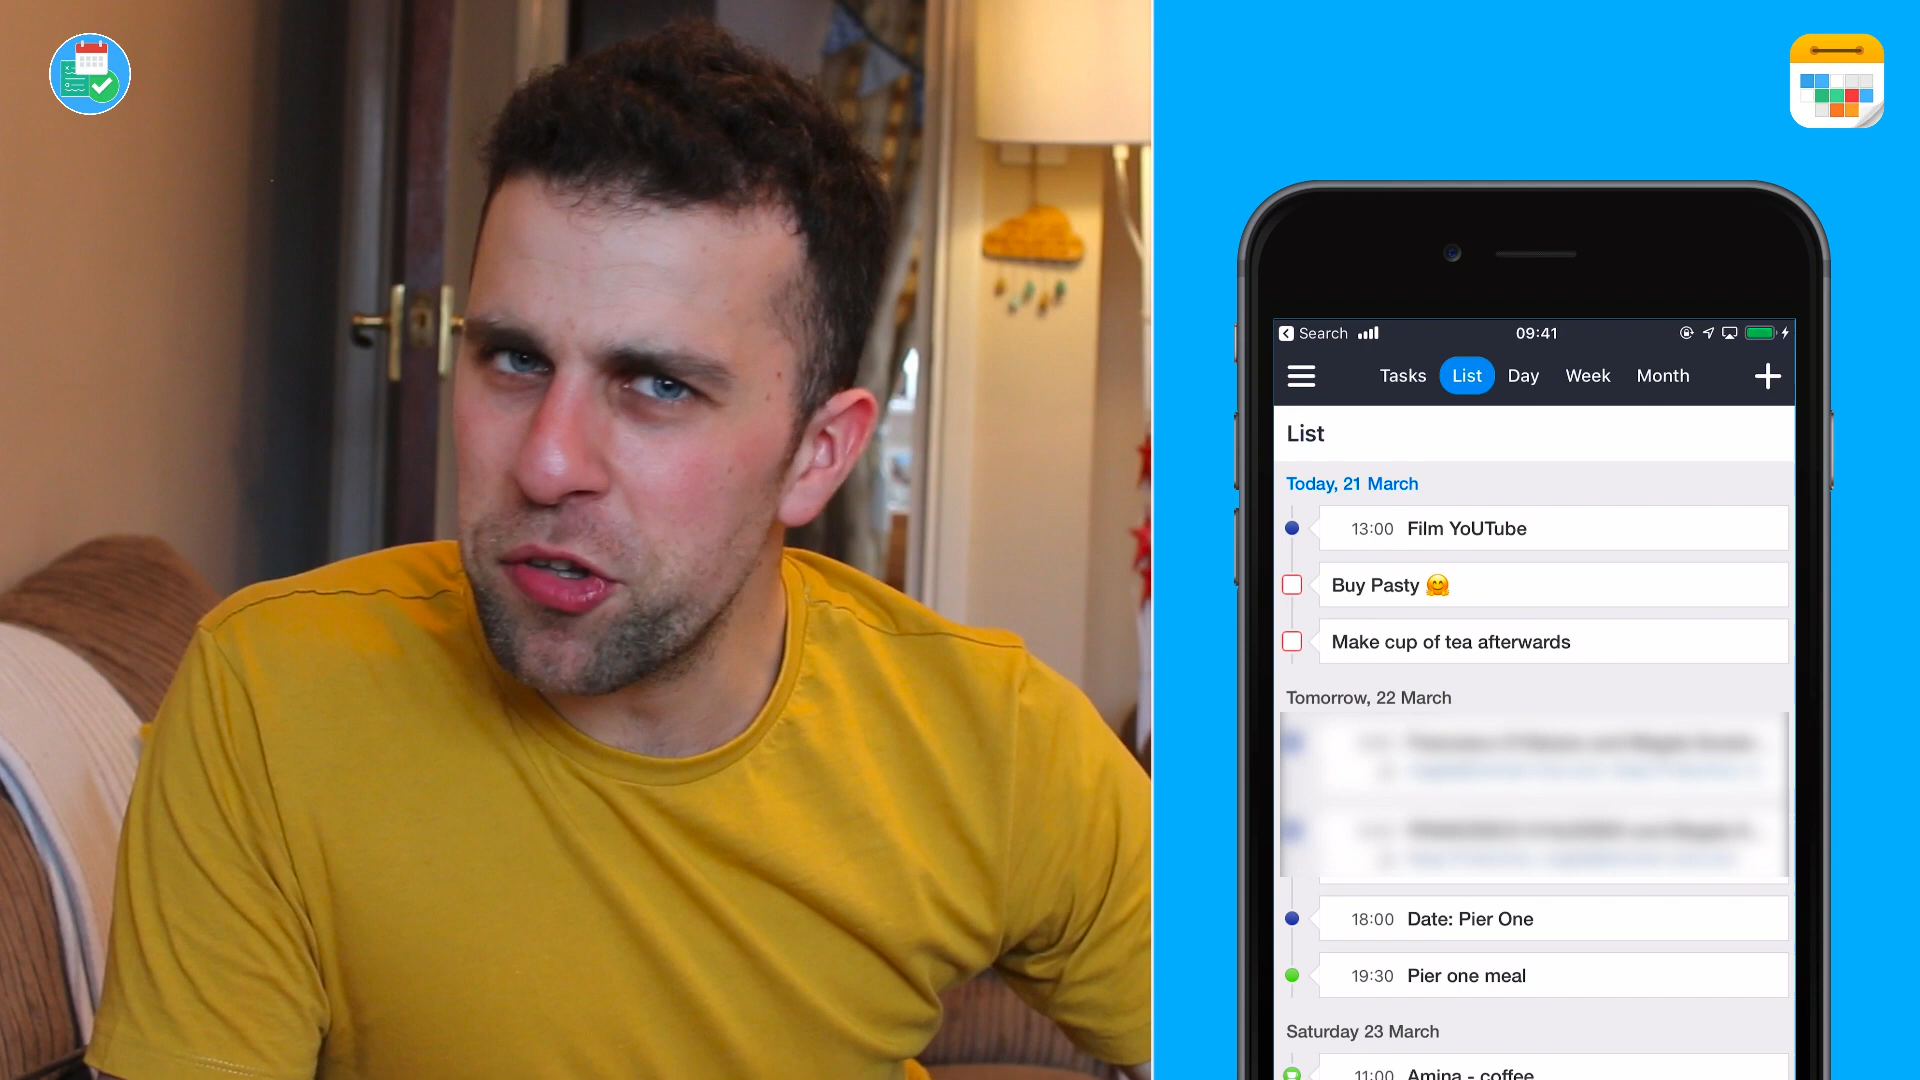 Search 09:41
Tasks List Day Week Month
List
Today, 21 March
13:00 Film YoUTube
Buy Pasty 🤗
Make cup of tea afterwards
Tomorrow, 22 March
18:00 Date: Pier One
19:30 Pier one meal
Saturday 23 March
11:00 Amina - coffee